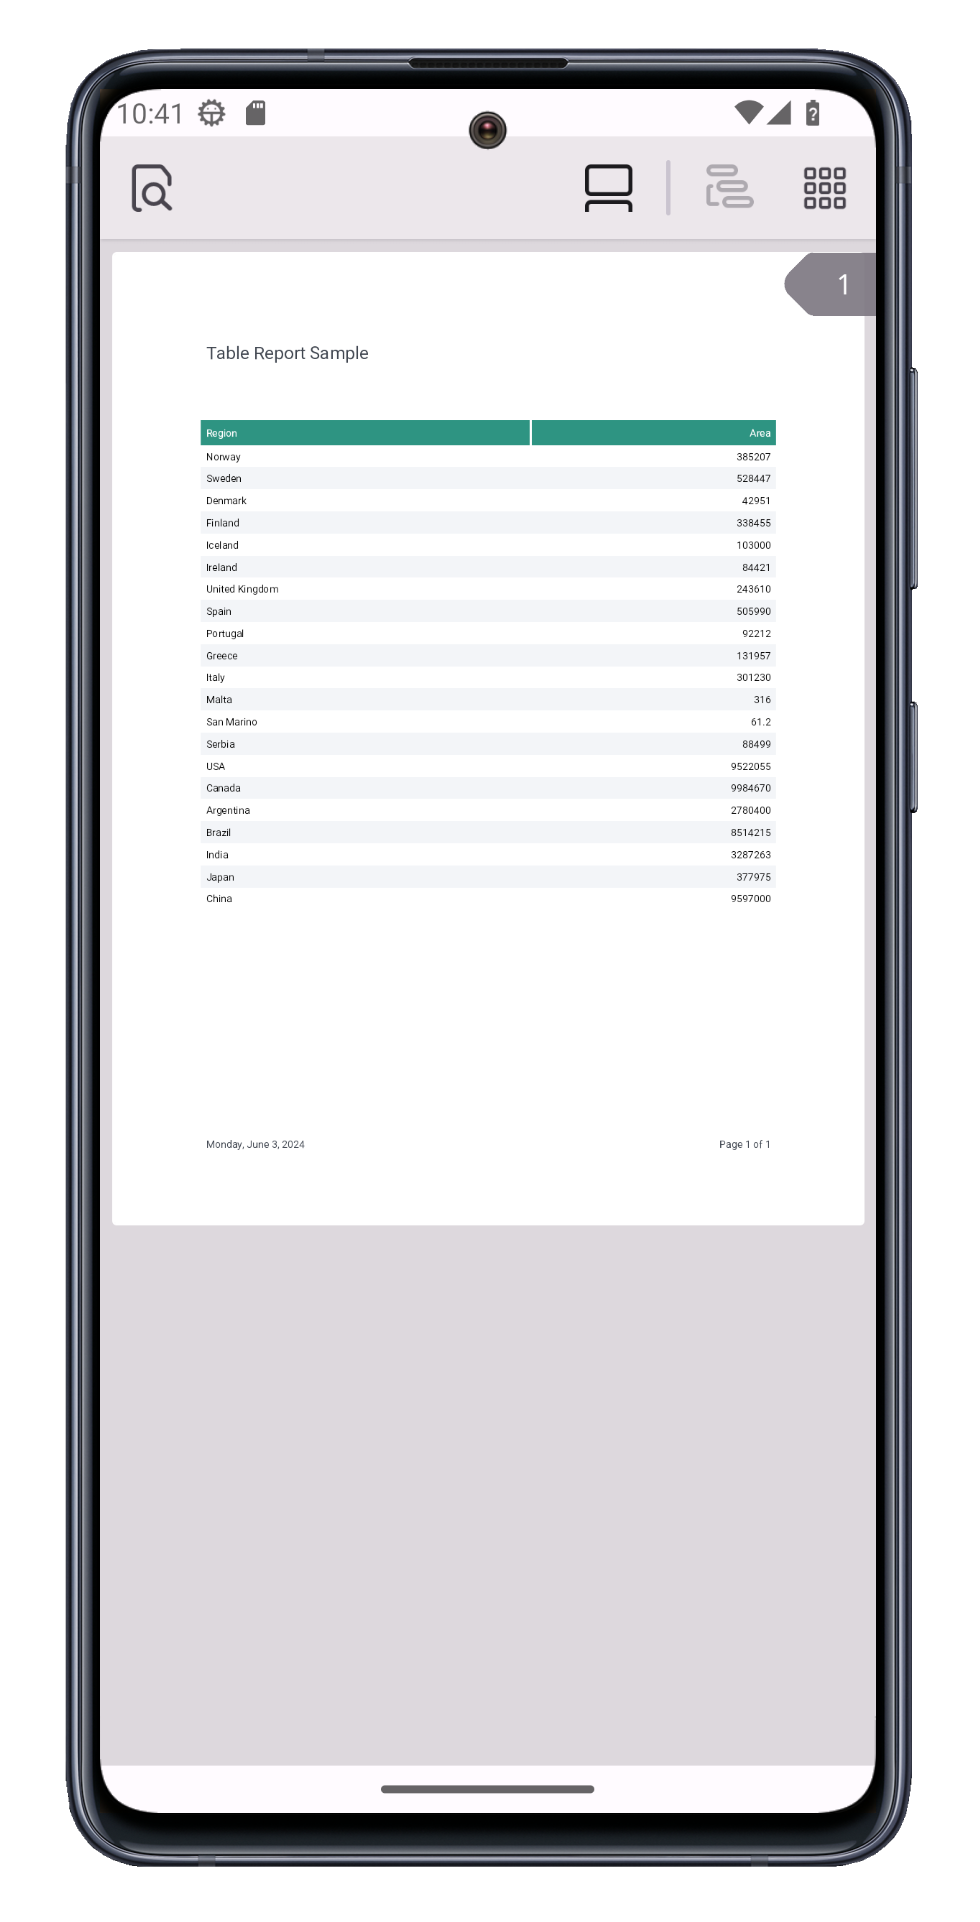 10:41
1
Table Report Sample
Region Area
Norway 385207
Sweden 528447
Denmark 42951
Finland 338455
Iceland 103000
Ireland 84421
United Kingdom 243610
Spain 505990
Portugal 92212
Greece 131957
Italy 301230
Malta 316
San Marino 61.2
Serbia 88499
USA 9522055
Canada 9984670
Argentina 2780400
Brazil 8514215
India 3287263
Japan 377975
China 9597000
Monday, June 3, 2024 Page 1 of 1